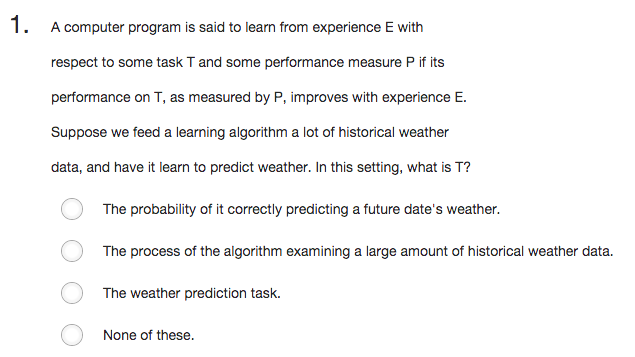 1. A computer program is said to learn from experience E with
respect to some task T and some performance measure P if its
performance on T, as measured by P, improves with experience E.
Suppose we feed a learning algorithm a lot of historical weather
data, and have it learn to predict weather. In this setting, what is T?
The probability of it correctly predicting a future date's weather.
The process of the algorithm examining a large amount of historical weather data.
The weather prediction task.
None of these.